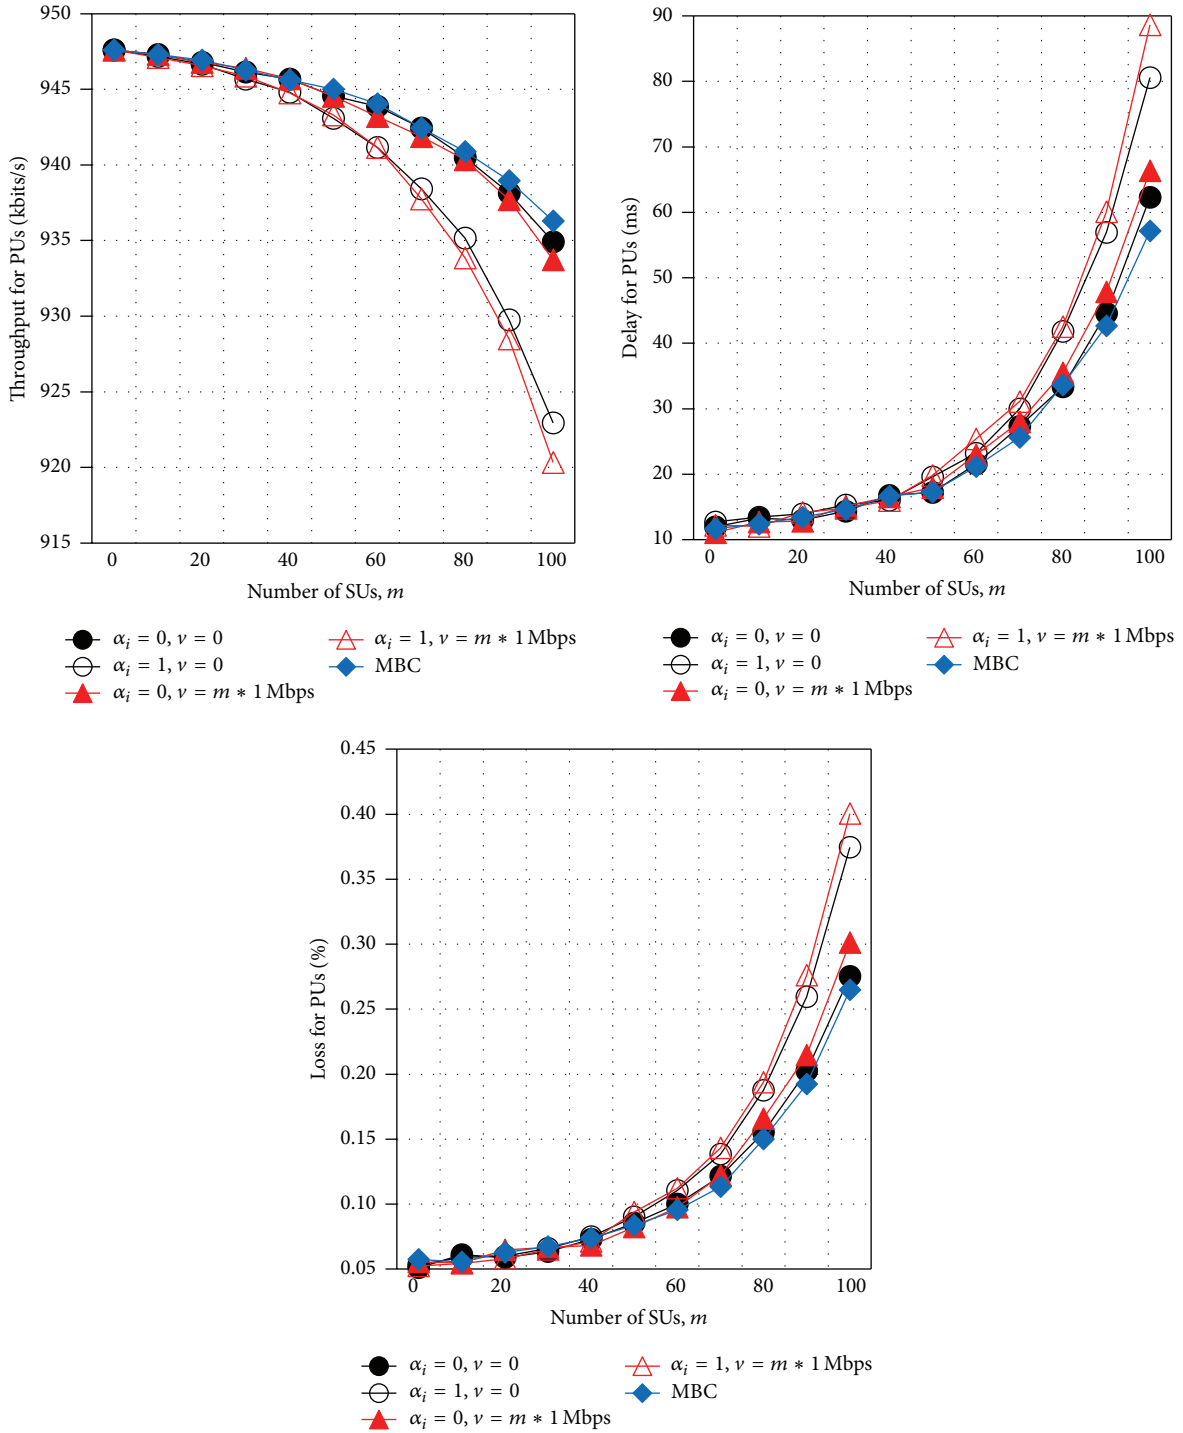 950
945
940
935
930
925
920
915
Throughput for PUs (kbits/s)
0 20 40 60 80 100
Number of SUs, m
αi = 0, v = 0
αi = 1, v = 0
αi = 0, v = m ∗ 1 Mbps
αi = 1, v = m ∗ 1 Mbps
MBC
90
80
70
60
50
40
30
20
10
Delay for PUs (ms)
0 20 40 60 80 100
Number of SUs, m
αi = 0, v = 0
αi = 1, v = 0
αi = 0, v = m ∗ 1 Mbps
αi = 1, v = m ∗ 1 Mbps
MBC
0.45
0.40
0.35
0.30
0.25
0.20
0.15
0.10
0.05
Loss for PUs (%)
0 20 40 60 80 100
Number of SUs, m
αi = 0, v = 0
αi = 1, v = 0
αi = 0, v = m ∗ 1 Mbps
αi = 1, v = m ∗ 1 Mbps
MBC